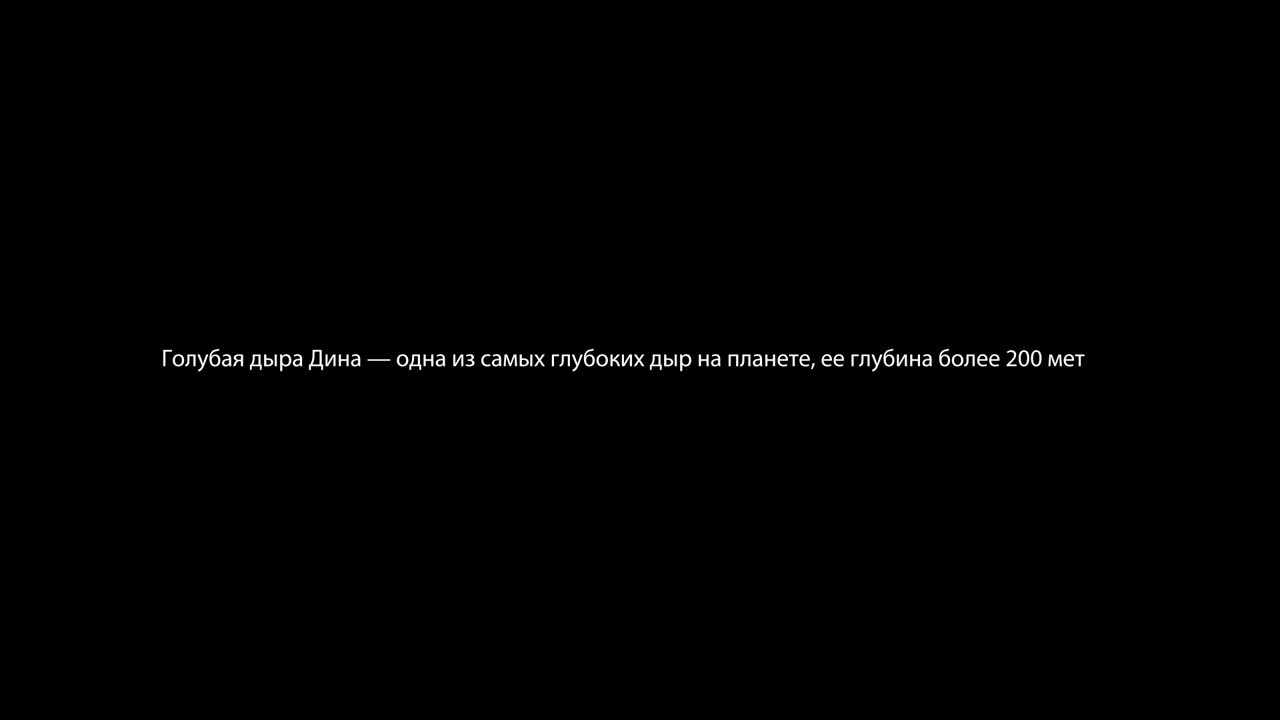 Голубая дыра Дина — одна из самых глубоких дыр на планете, ее глубина более 200 мет